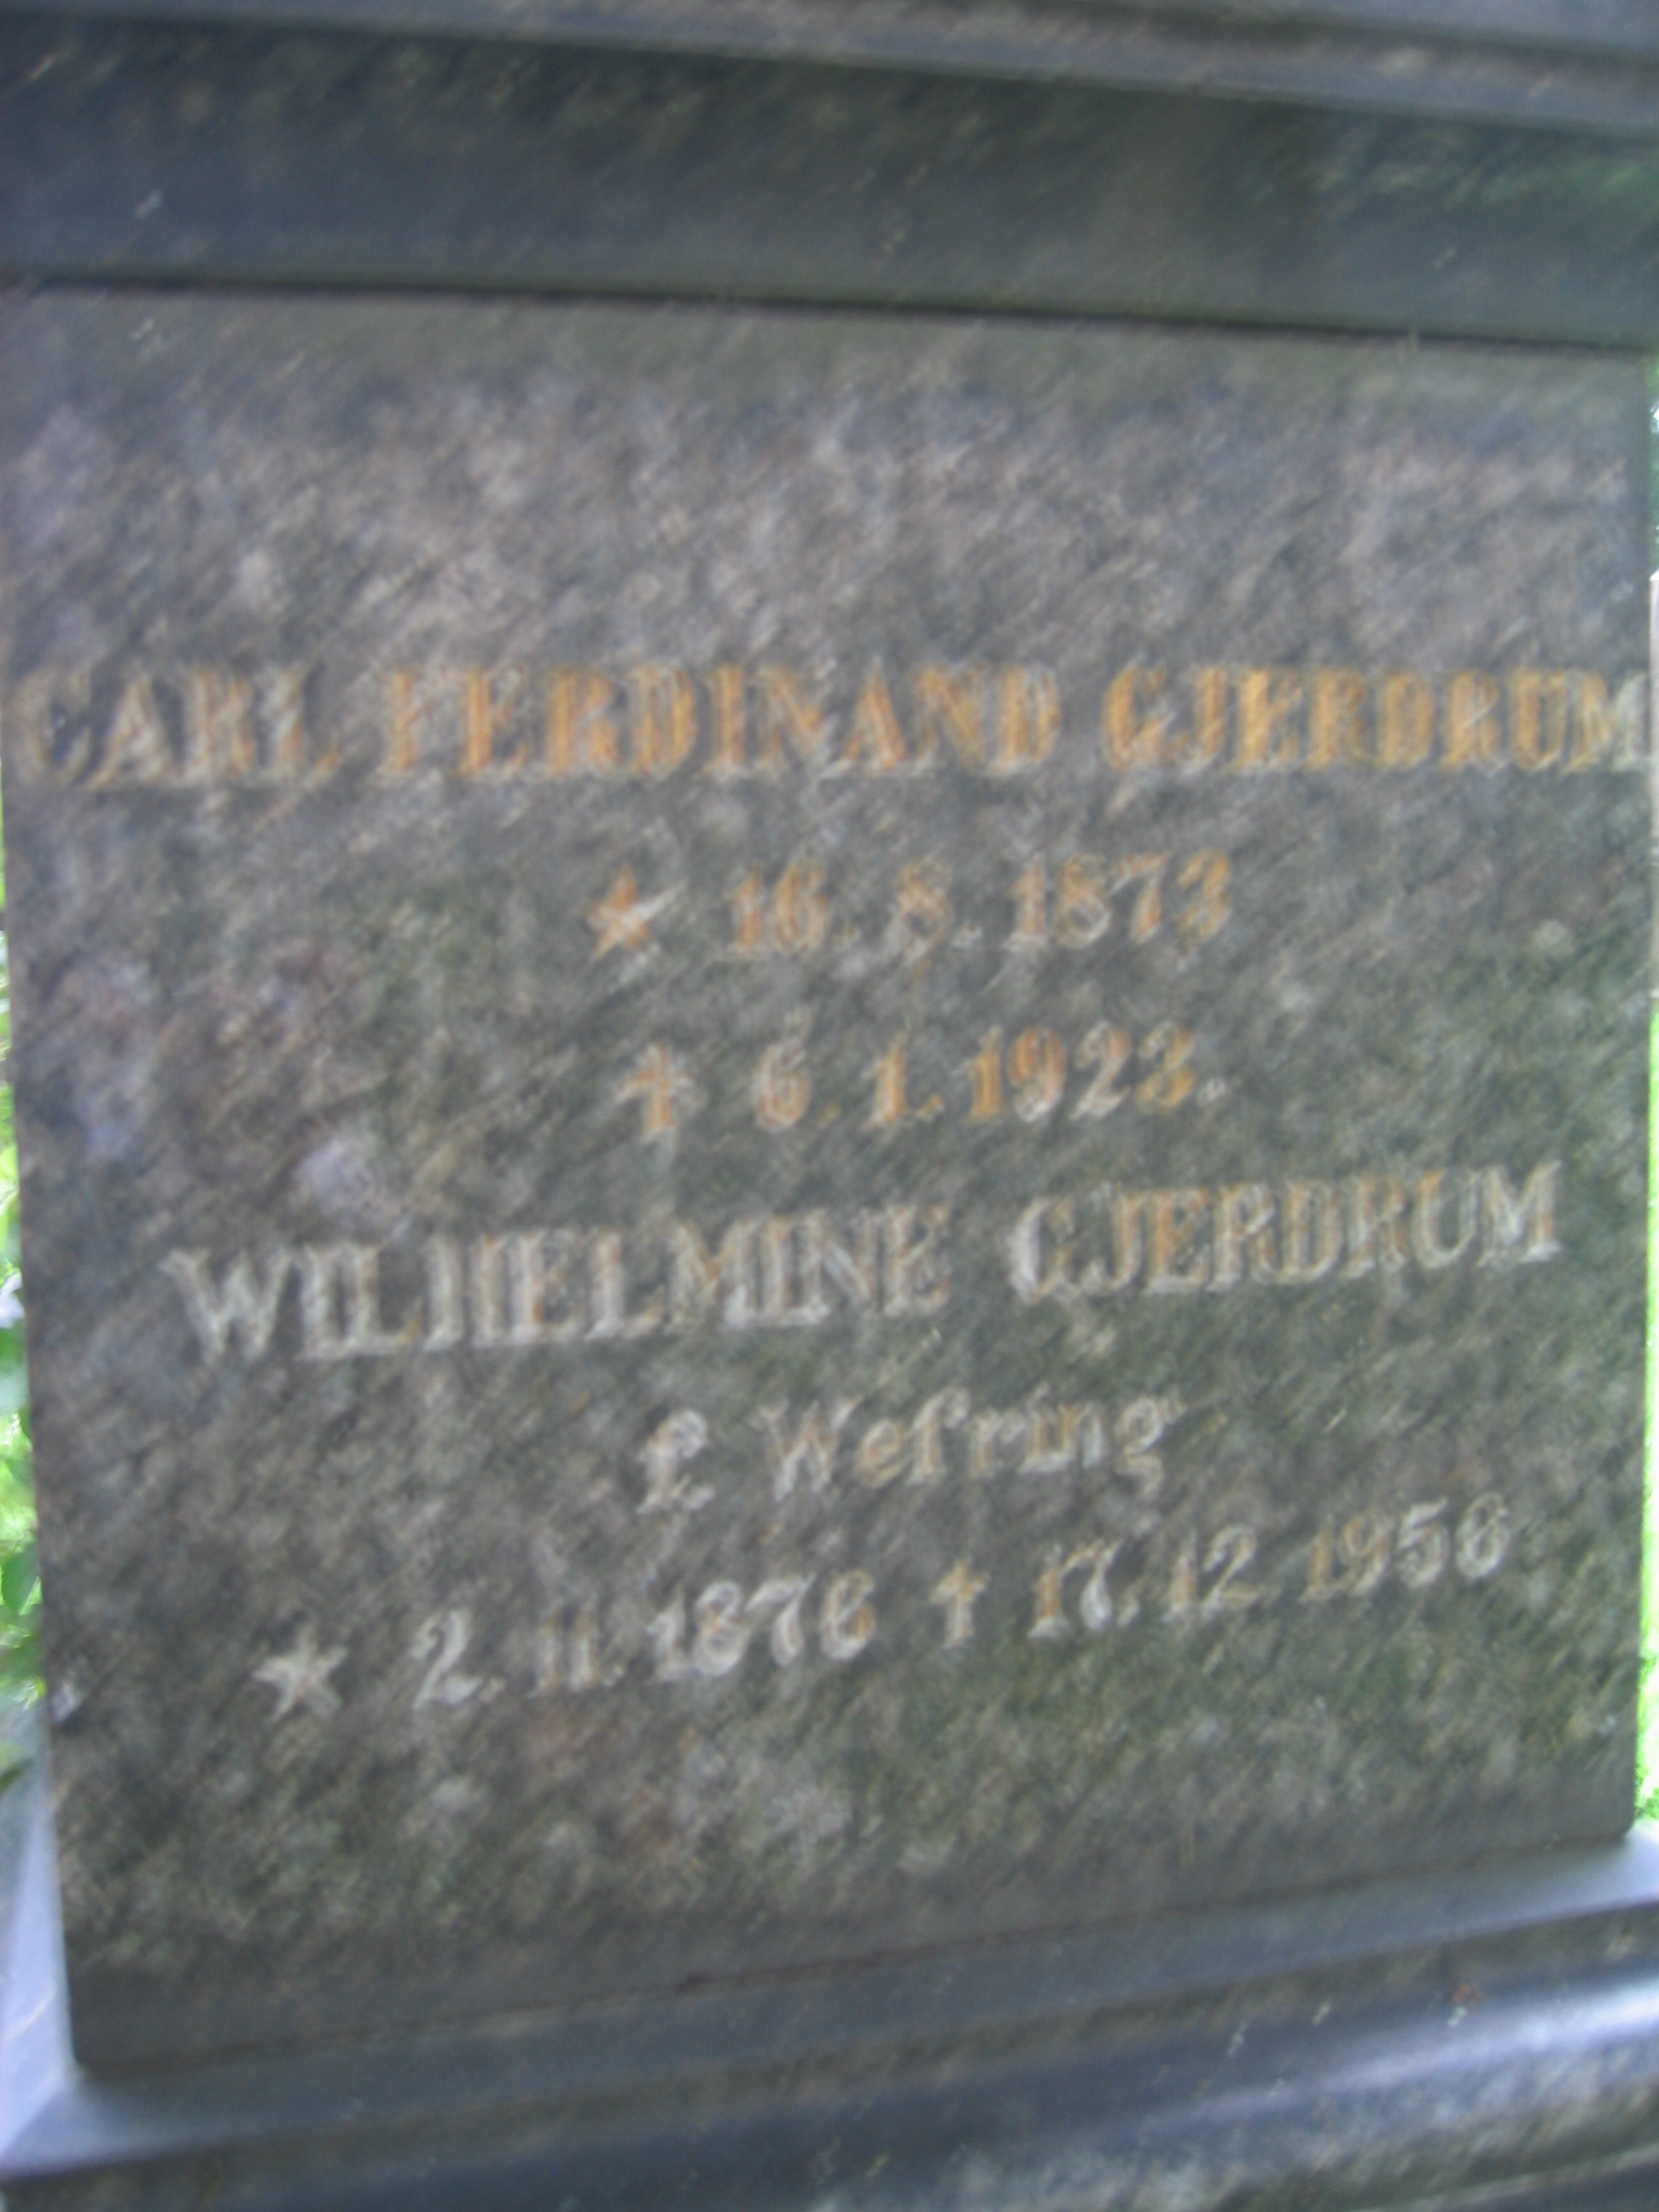 CARL FERDINAND GJERDRUM
★ 16. 8. 1873
✝ 6. 1. 1923.
WILHELMINE GJERDRUM
f. Wefring
★ 2. 11. 1876 ✝ 17. 12 1956